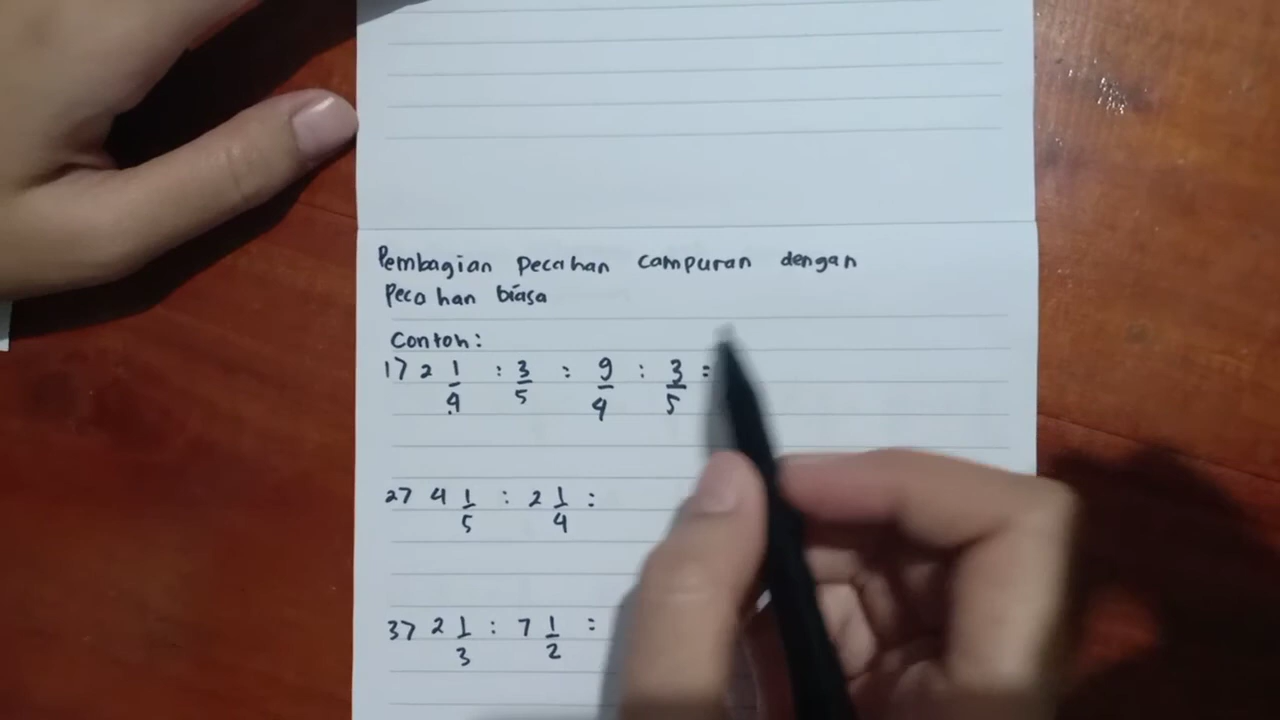 Pembagian pecahan campuran dengan
Pecahan biasa
Contoh:
1) 2 1/4 : 3/5 = 9/4 : 3/5 =
2) 4 1/5 : 2 1/4 =
3) 2 1/3 : 7 1/2 =